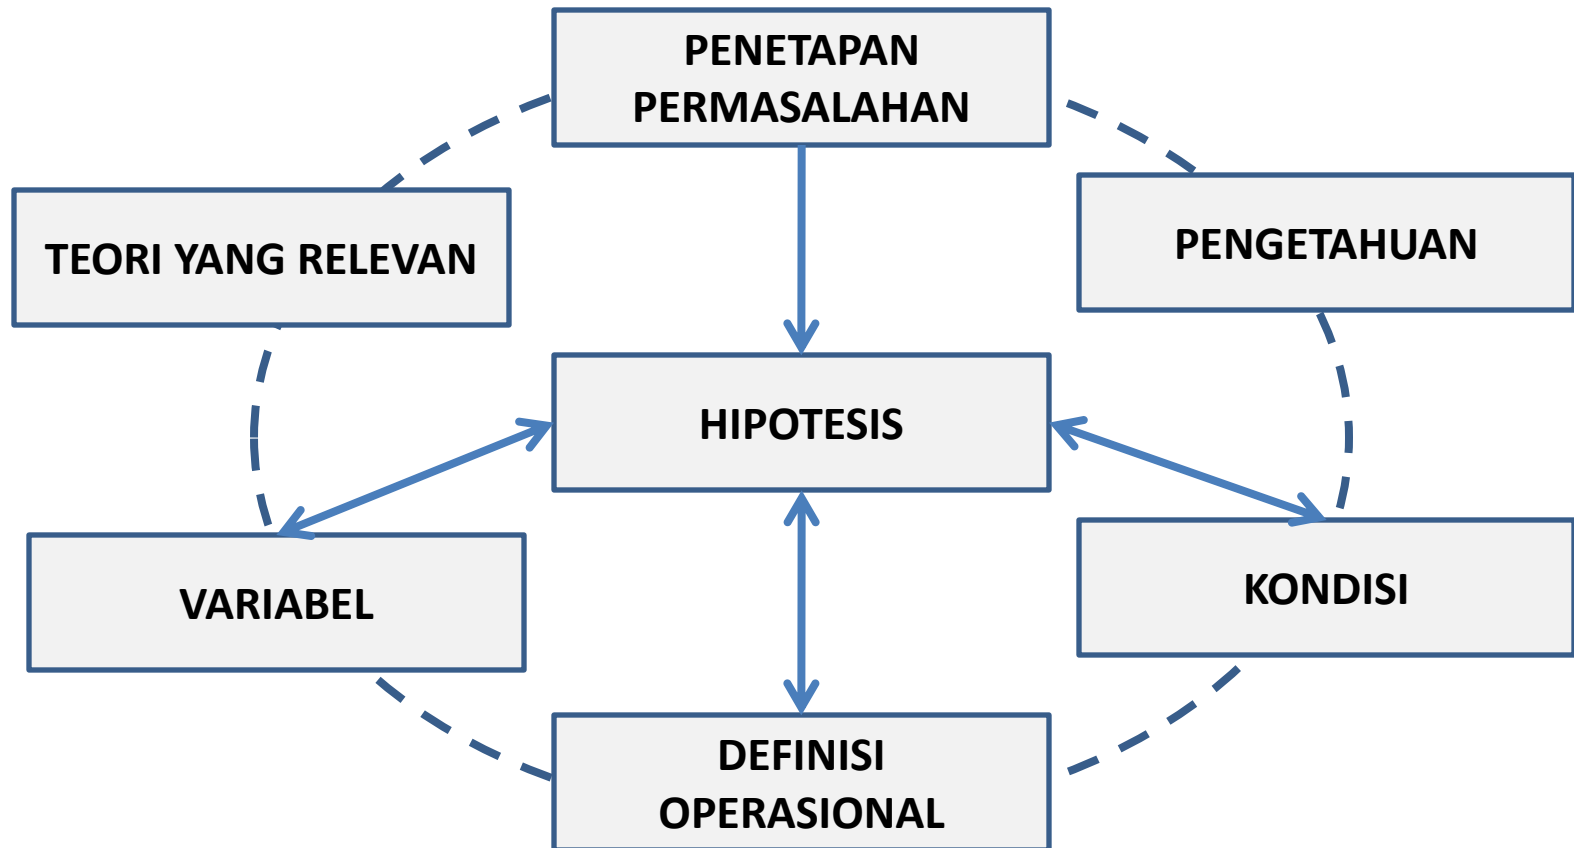 PENETAPAN
PERMASALAHAN
TEORI YANG RELEVAN
PENGETAHUAN
HIPOTESIS
VARIABEL
KONDISI
DEFINISI
OPERASIONAL